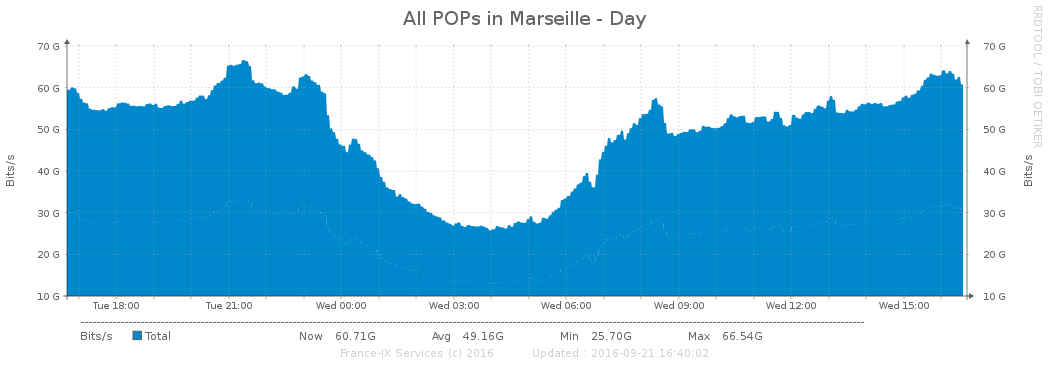 All POPs in Marseille - Day
RRDTOOL / TOBI OETIKER
70 G 70 G
60 G 60 G
50 G 50 G
40 G 40 G
30 G 30 G
20 G 20 G
10 G 10 G
Bits/s
Bits/s
Tue 18:00 Tue 21:00 Wed 00:00 Wed 03:00 Wed 06:00 Wed 09:00 Wed 12:00 Wed 15:00
Bits/s Total Now 60.71G Avg 49.16G Min 25.70G Max 66.54G
France-IX Services (c) 2016 Updated : 2016-09-21 16:40:02